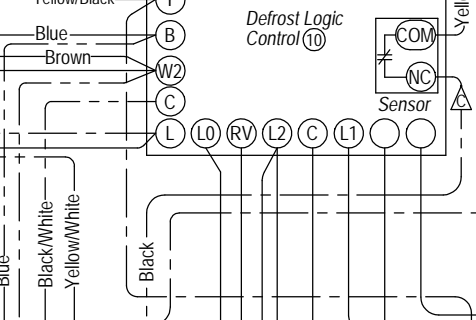 Yellow/Black
Blue
Brown
Y
B
W2
C
L
L0
RV
L2
C
L1
Defrost Logic
Control 10
COM
NC
Sensor
C
Yell
Blue
Black/White
Yellow/White
Black